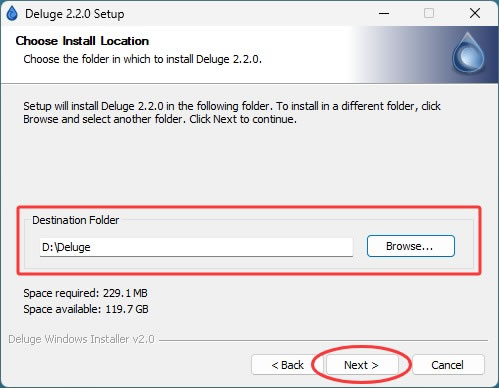 Deluge 2.2.0 Setup
Choose Install Location
Choose the folder in which to install Deluge 2.2.0.
Setup will install Deluge 2.2.0 in the following folder. To install in a different folder, click
Browse and select another folder. Click Next to continue.
Destination Folder
D:\Deluge
Browse...
Space required: 229.1 MB
Space available: 119.7 GB
Deluge Windows Installer v2.0
< Back
Next >
Cancel